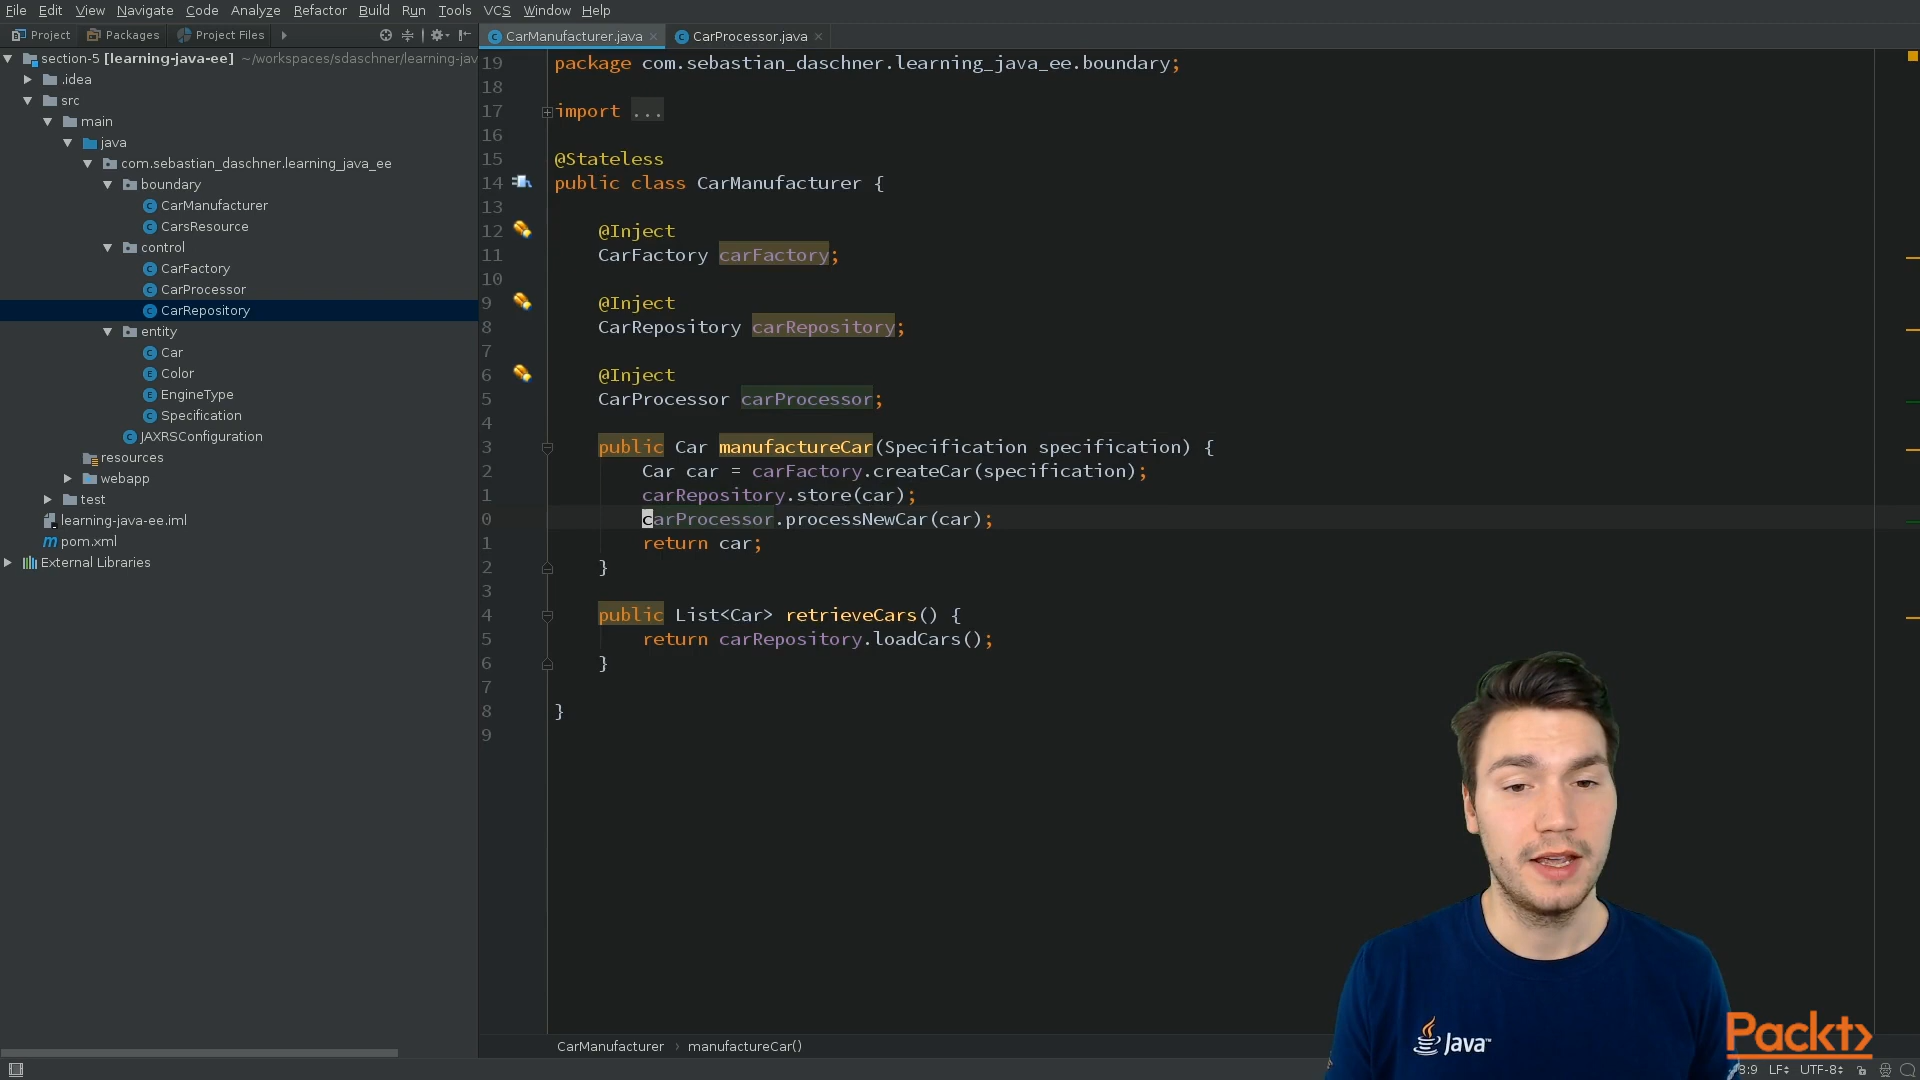 File Edit View Navigate Code Analyze Refactor Build Run Tools VCS Window Help
Project Packages Project Files
CarManufacturer.java CarProcessor.java
section-5 [learning-java-ee] ~/workspaces/sdaschner/learning-jav
.idea
src
main
java
com.sebastian_daschner.learning_java_ee
boundary
CarManufacturer
CarsResource
control
CarFactory
CarProcessor
CarRepository
entity
Car
Color
EngineType
Specification
JAXRSConfiguration
resources
webapp
test
learning-java-ee.iml
pom.xml
External Libraries
19 package com.sebastian_daschner.learning_java_ee.boundary;
18
17 import ...
16
15 @Stateless
14 public class CarManufacturer {
13
12 @Inject
11 CarFactory carFactory;
10
9 @Inject
8 CarRepository carRepository;
7
6 @Inject
5 CarProcessor carProcessor;
4
3 public Car manufactureCar(Specification specification) {
2 Car car = carFactory.createCar(specification);
1 carRepository.store(car);
0 carProcessor.processNewCar(car);
1 return car;
2 }
3
4 public List<Car> retrieveCars() {
5 return carRepository.loadCars();
6 }
7
8 }
9
CarManufacturer › manufactureCar()
Java
Packt>
38:9 LF UTF-8